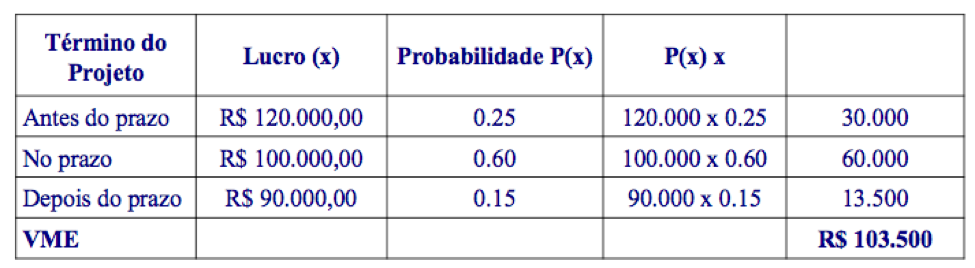 Término do Projeto | Lucro (x) | Probabilidade P(x) | P(x) x |
Antes do prazo | R$ 120.000,00 | 0.25 | 120.000 x 0.25 | 30.000
No prazo | R$ 100.000,00 | 0.60 | 100.000 x 0.60 | 60.000
Depois do prazo | R$ 90.000,00 | 0.15 | 90.000 x 0.15 | 13.500
VME | | | | R$ 103.500